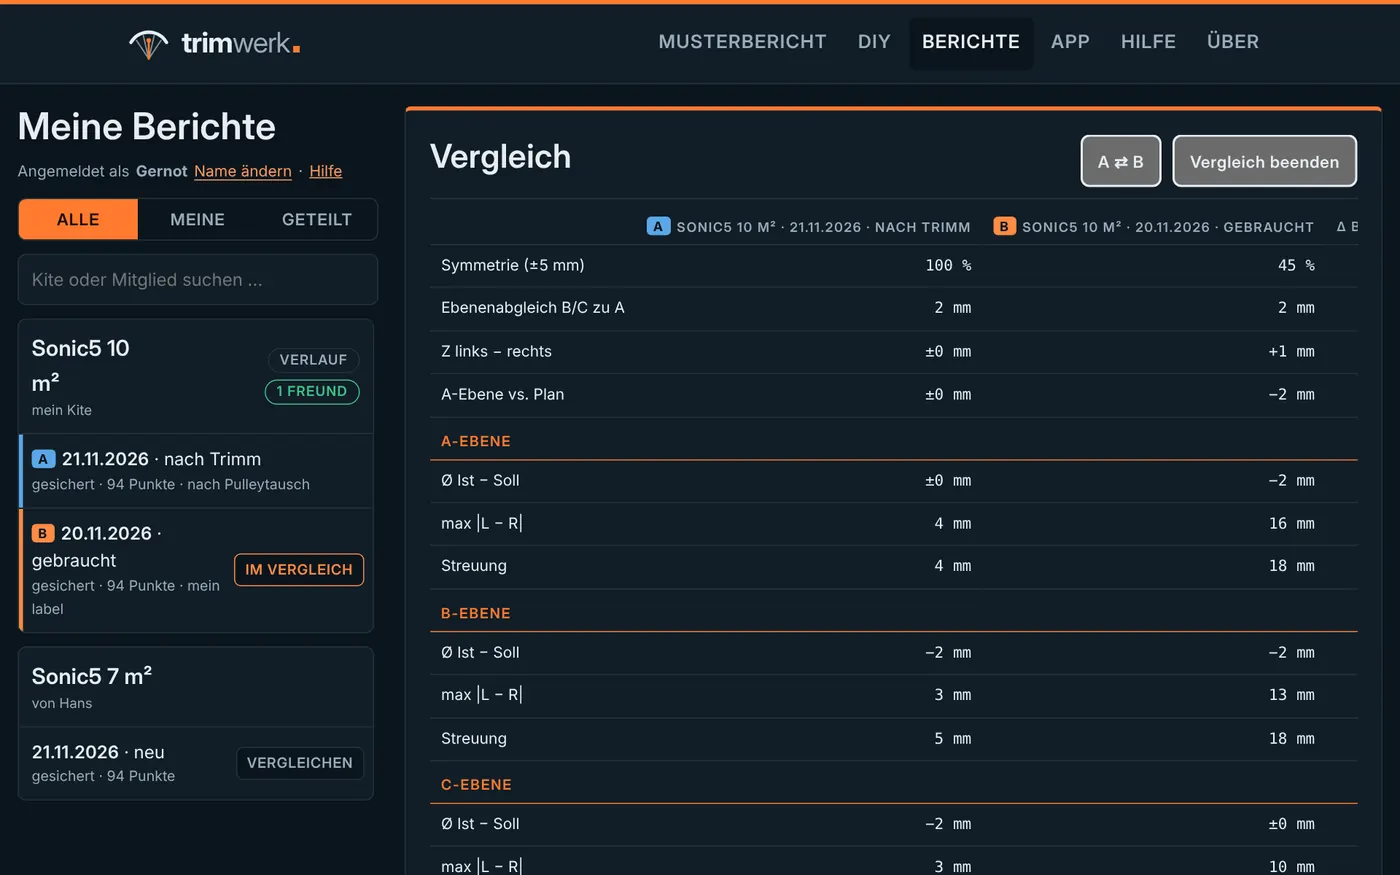 trimwerk.
MUSTERBERICHT DIY BERICHTE APP HILFE ÜBER
Meine Berichte
Angemeldet als Gernot Name ändern · Hilfe
ALLE MEINE GETEILT
Kite oder Mitglied suchen ...
Sonic5 10
m²
mein Kite
VERLAUF
1 FREUND
A 21.11.2026 · nach Trimm
gesichert · 94 Punkte · nach Pulleytausch
B 20.11.2026 ·
gebraucht
gesichert · 94 Punkte · mein
label
IM VERGLEICH
Sonic5 7 m²
von Hans
21.11.2026 · neu
gesichert · 94 Punkte
VERGLEICHEN
Vergleich
A ⇄ B Vergleich beenden
A SONIC5 10 M² · 21.11.2026 · NACH TRIMM B SONIC5 10 M² · 20.11.2026 · GEBRAUCHT Δ B
Symmetrie (±5 mm) 100 % 45 %
Ebenenabgleich B/C zu A 2 mm 2 mm
Z links – rechts ±0 mm +1 mm
A-Ebene vs. Plan ±0 mm −2 mm
A-EBENE
Ø Ist – Soll ±0 mm −2 mm
max |L − R| 4 mm 16 mm
Streuung 4 mm 18 mm
B-EBENE
Ø Ist – Soll −2 mm −2 mm
max |L − R| 3 mm 13 mm
Streuung 5 mm 18 mm
C-EBENE
Ø Ist – Soll −2 mm ±0 mm
max |L − R| 3 mm 10 mm